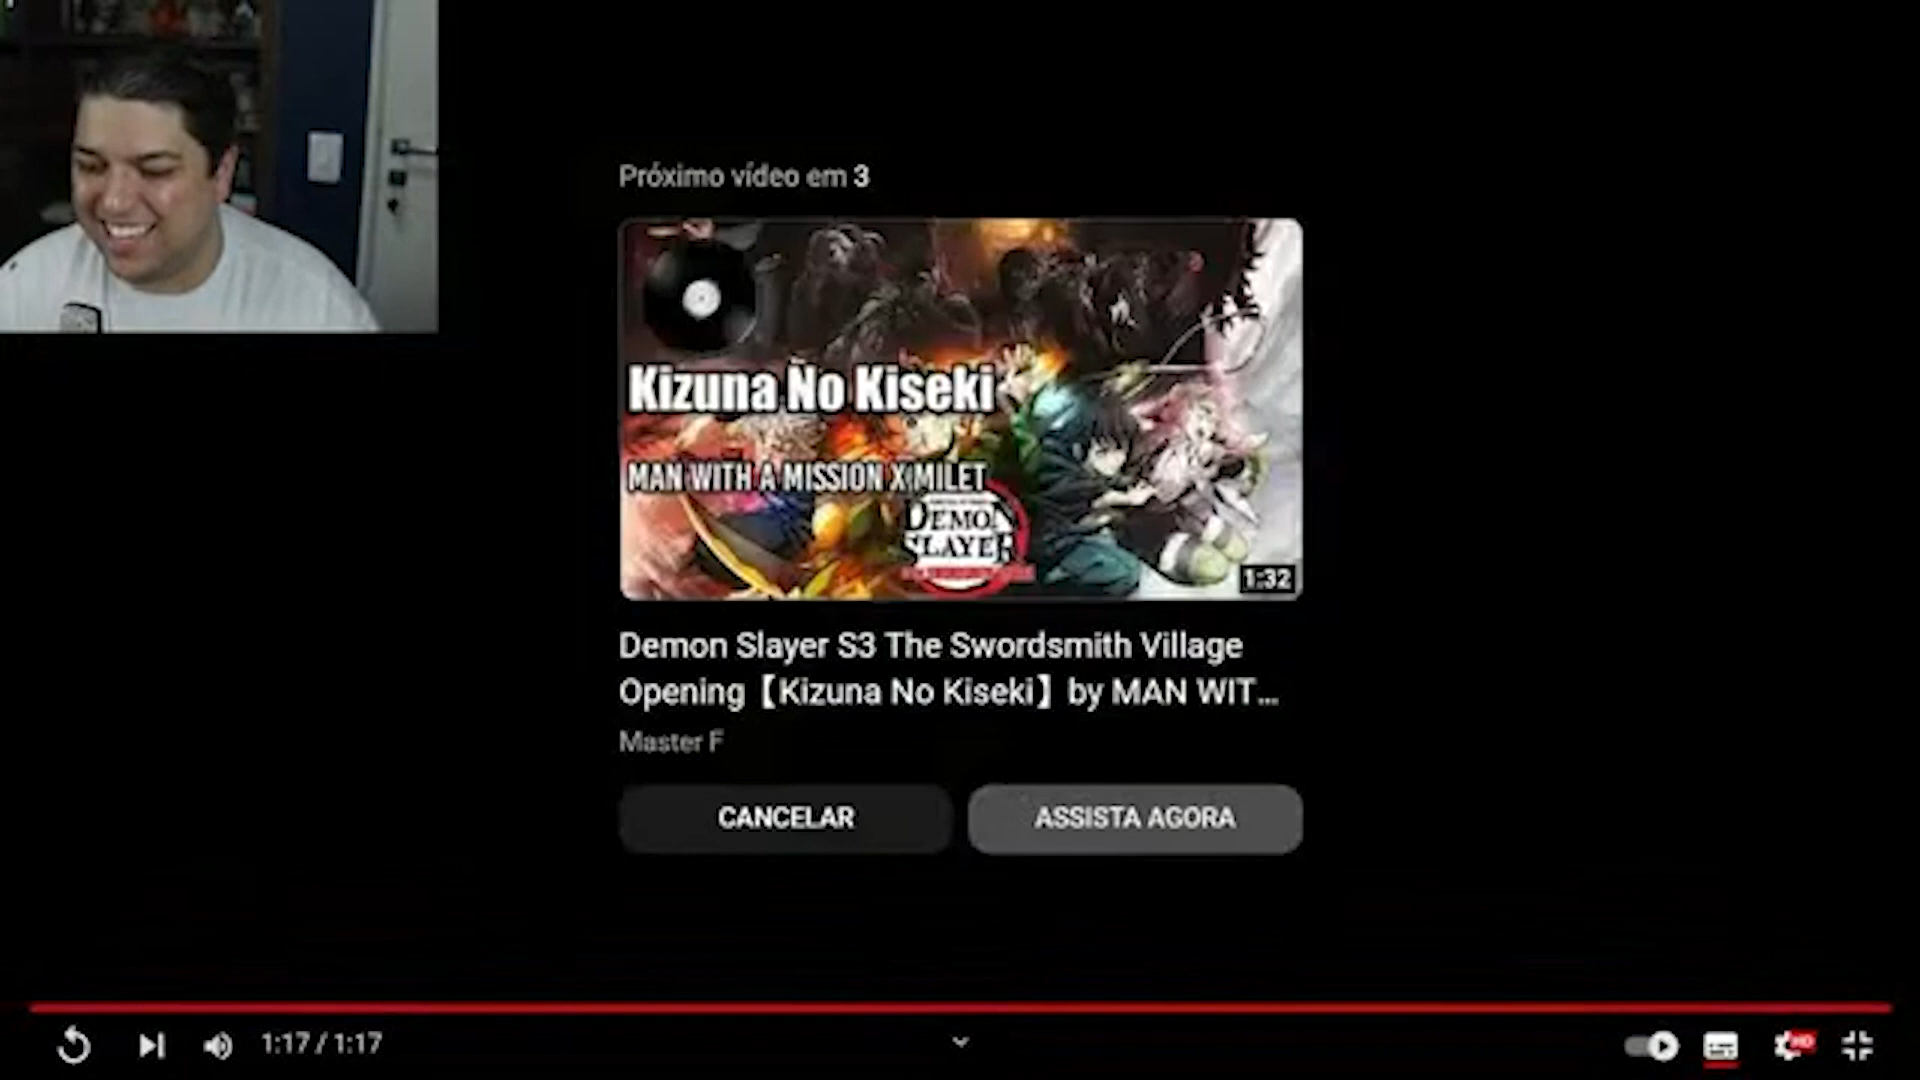 Próximo vídeo em 3
Kizuna No Kiseki
MAN WITH A MISSION X MILET
DEMON
SLAYER
1:32
Demon Slayer S3 The Swordsmith Village
Opening【Kizuna No Kiseki】by MAN WIT...
Master F
CANCELAR
ASSISTA AGORA
1:17 / 1:17
HD